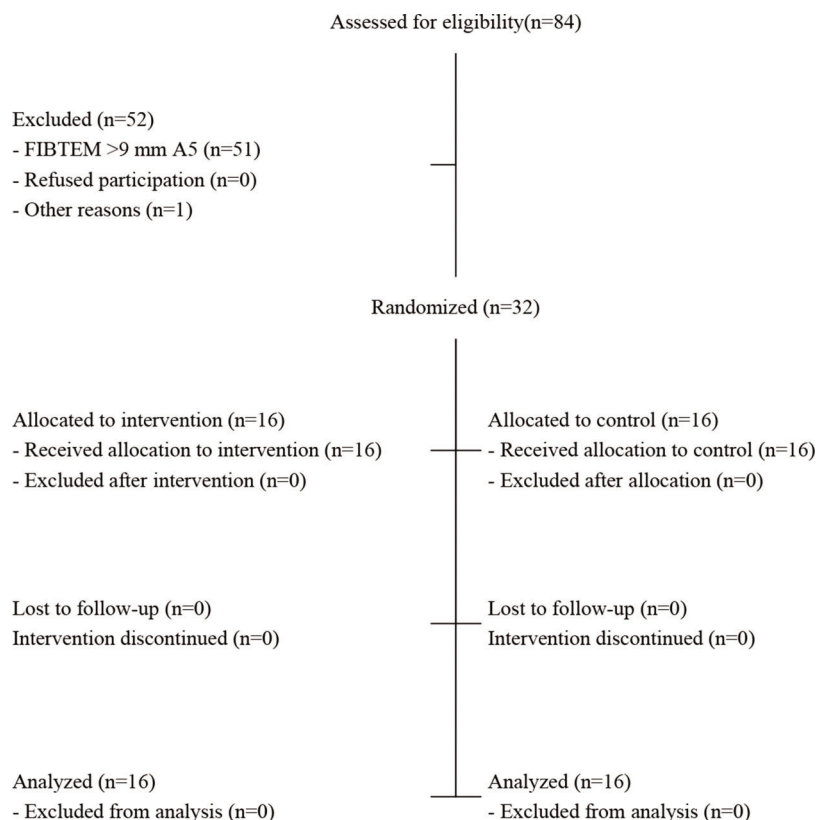 Assessed for eligibility(n=84)
Excluded (n=52)
- FIBTEM >9 mm A5 (n=51)
- Refused participation (n=0)
- Other reasons (n=1)
Randomized (n=32)
Allocated to intervention (n=16)
- Received allocation to intervention (n=16)
- Excluded after intervention (n=0)
Allocated to control (n=16)
- Received allocation to control (n=16)
- Excluded after allocation (n=0)
Lost to follow-up (n=0)
Intervention discontinued (n=0)
Lost to follow-up (n=0)
Intervention discontinued (n=0)
Analyzed (n=16)
- Excluded from analysis (n=0)
Analyzed (n=16)
- Excluded from analysis (n=0)